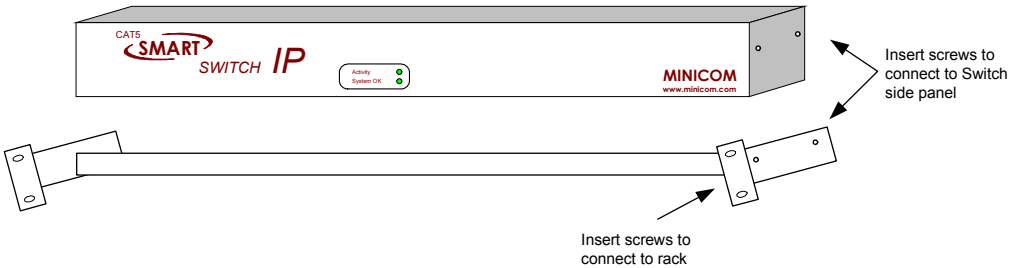 CAT5
SMART
SWITCH IP
Activity
System OK
MINICOM
www.minicom.com
Insert screws to
connect to Switch
side panel
Insert screws to
connect to rack